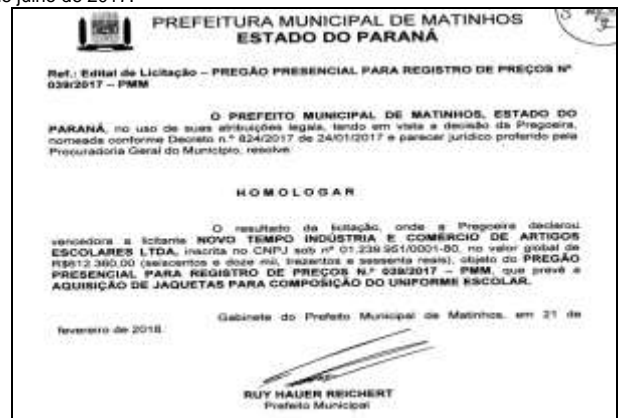 julho de 2017.
PREFEITURA MUNICIPAL DE MATINHOS
ESTADO DO PARANÁ
Ref.: Edital de Licitação – PREGÃO PRESENCIAL PARA REGISTRO DE PREÇOS Nº
039/2017 – PMM
O PREFEITO MUNICIPAL DE MATINHOS, ESTADO DO
PARANÁ, no uso de suas atribuições legais, tendo em vista a decisão da Pregoeira,
nomeada conforme Decreto n.º 824/2017 de 24/01/2017 e parecer jurídico proferido pela
Procuradoria Geral do Município, resolve:
HOMOLOGAR
O resultado da licitação, onde a Pregoeira declarou
vencedora a licitante NOVO TEMPO INDÚSTRIA E COMÉRCIO DE ARTIGOS
ESCOLARES LTDA, inscrita no CNPJ sob nº 01.239.951/0001-80, no valor global de
R$612.360,00 (seiscentos e doze mil, trezentos e sessenta reais), objeto do PREGÃO
PRESENCIAL PARA REGISTRO DE PREÇOS N.º 039/2017 – PMM, que prevê a
AQUISIÇÃO DE JAQUETAS PARA COMPOSIÇÃO DO UNIFORME ESCOLAR.
Gabinete do Prefeito Municipal de Matinhos, em 21 de
fevereiro de 2018.
RUY HAUER REICHERT
Prefeito Municipal